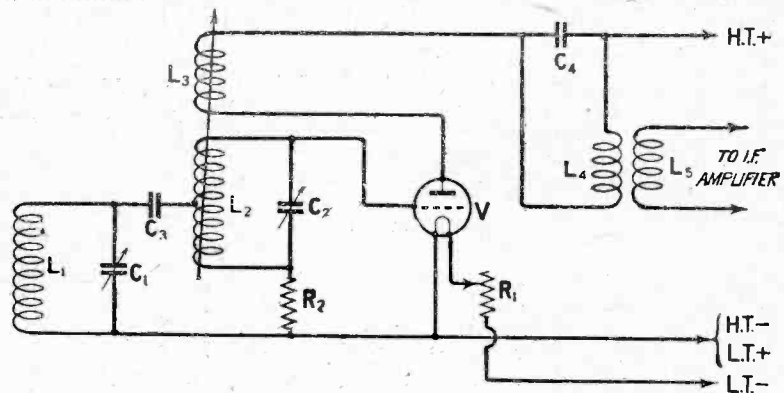 H.T.+
C4
L3
L4
L5
TO I.F. AMPLIFIER
L2
C2
V
C3
L1
C1
R2
R1
H.T.-
L.T.+
L.T.-